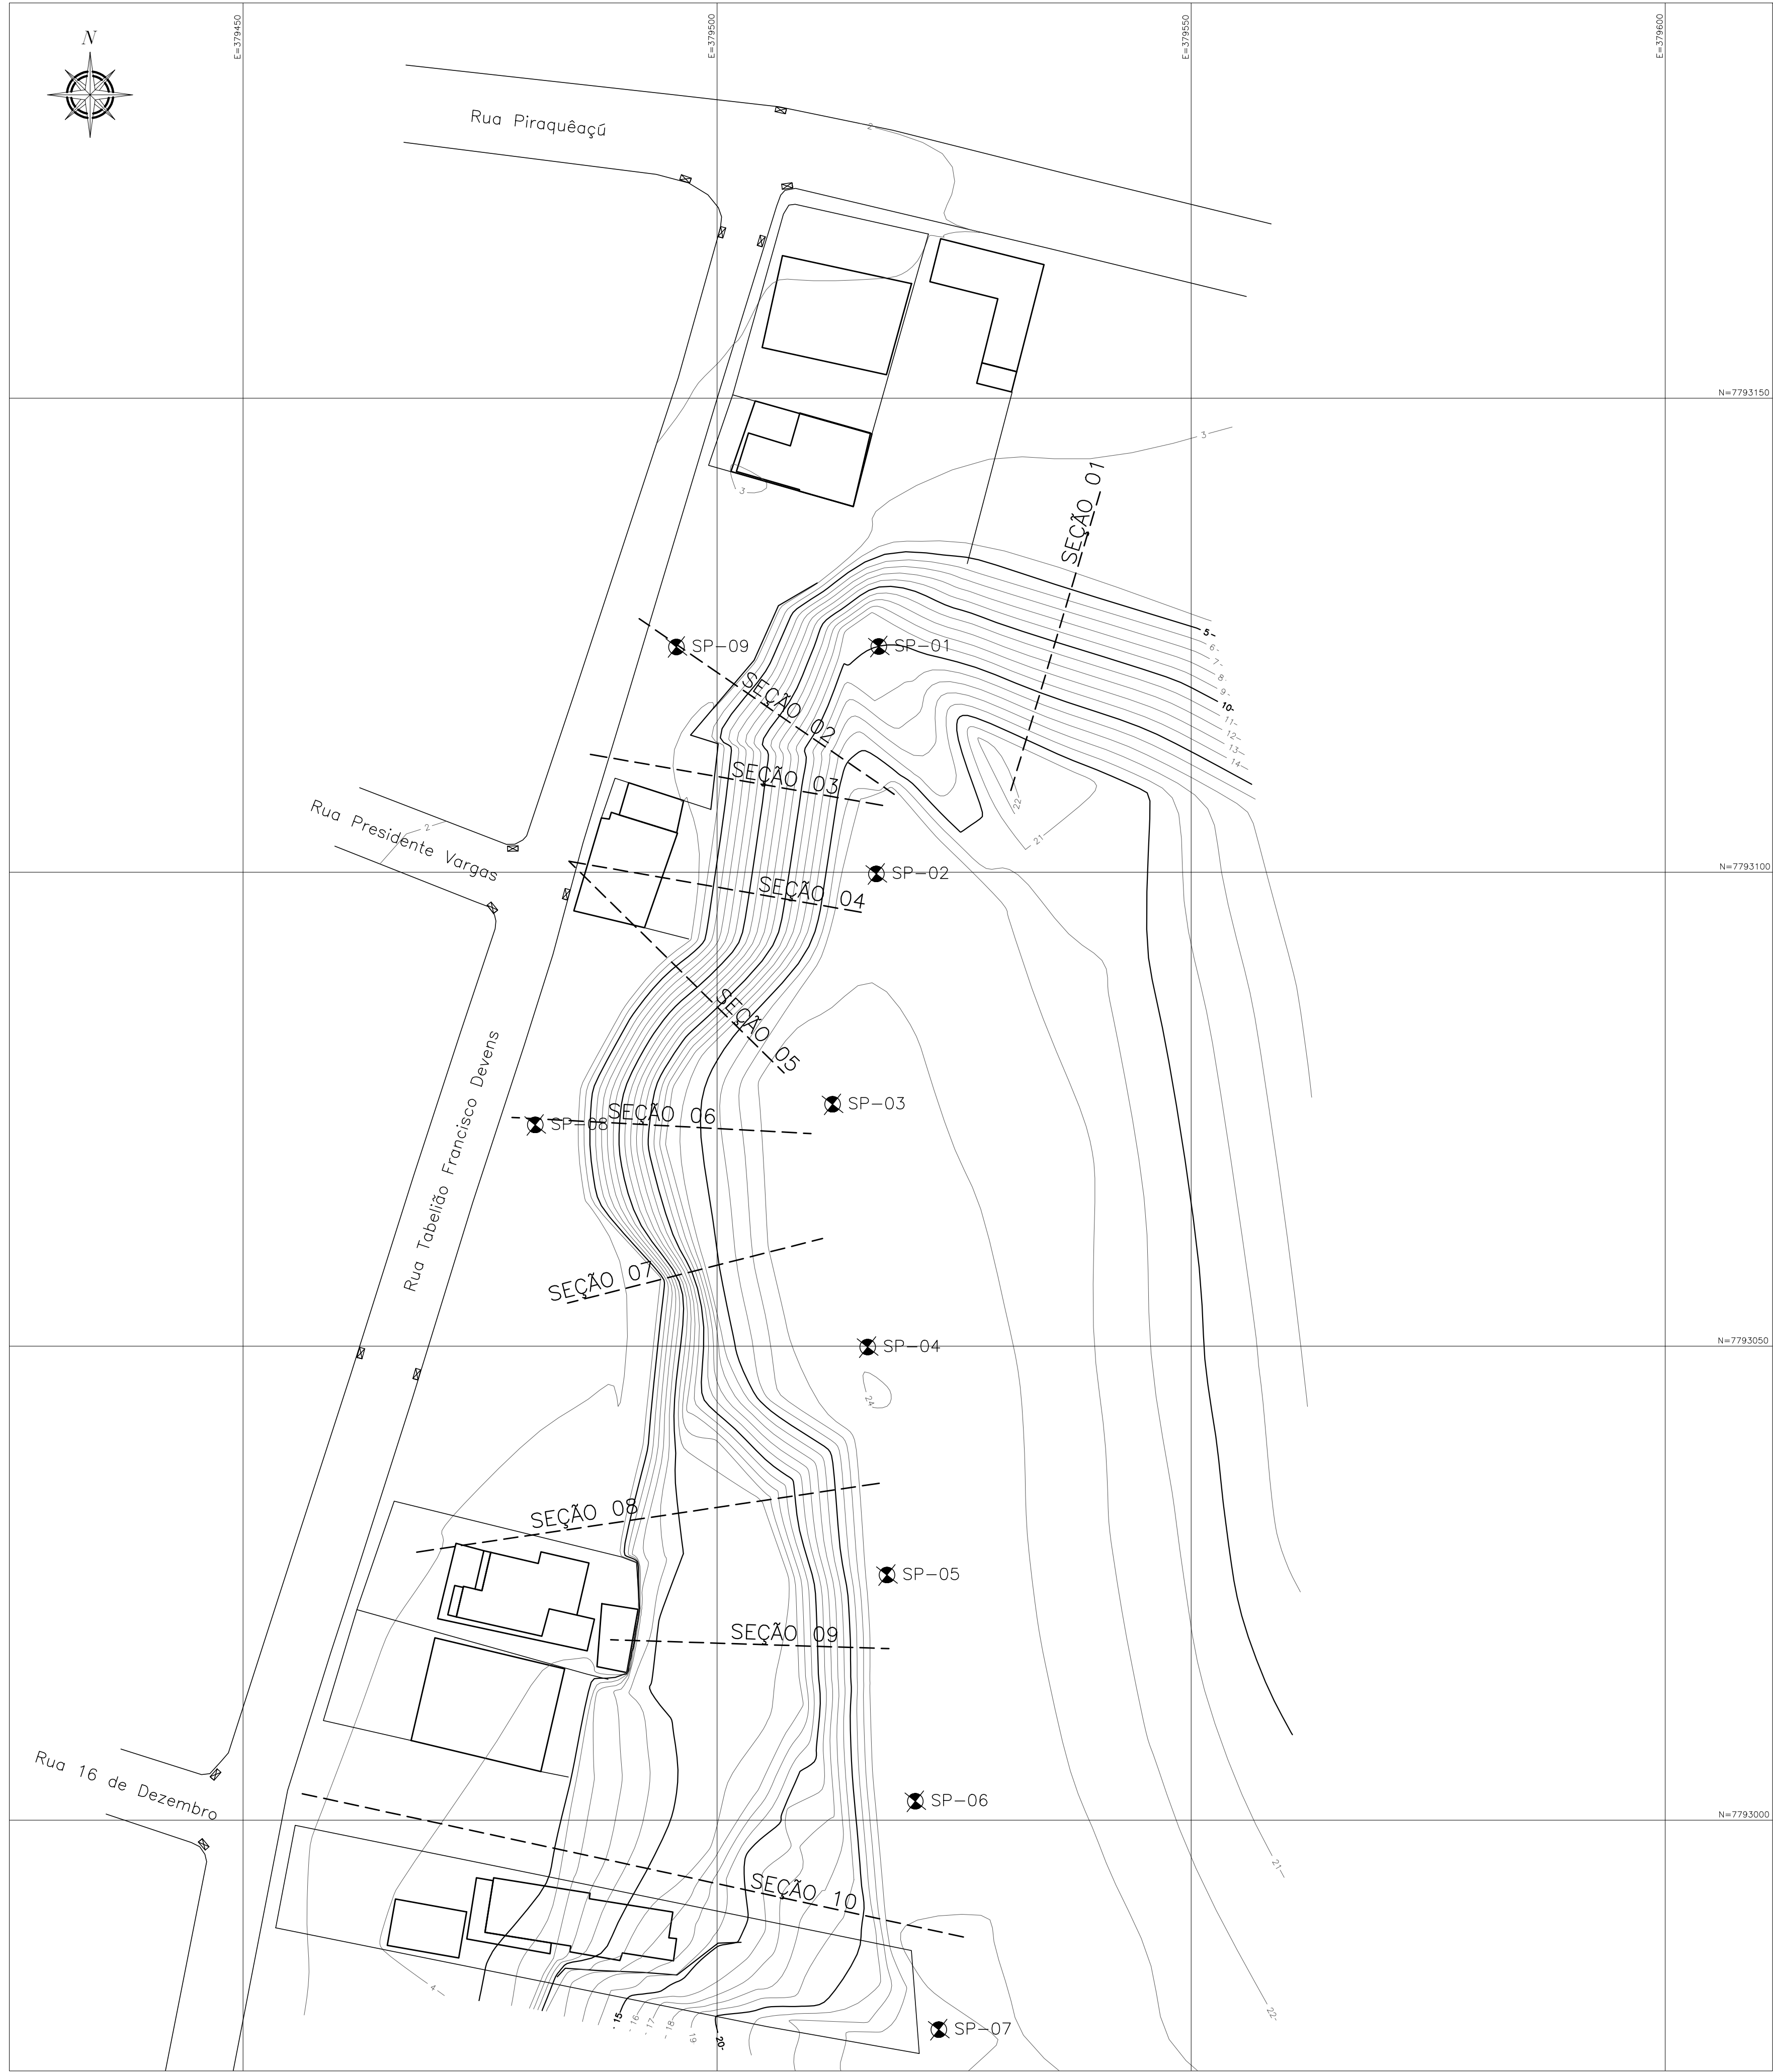 E=379450
E=379500
E=379550
E=379600
N
Rua Piraquêaçú
2
N=7793150
3
3
SEÇÃO 01
5
6
7
8
9
10
11
12
13
14
SP-09
SP-01
SEÇÃO 02
SEÇÃO 03
22
21
Rua Presidente Vargas
2
N=7793100
SP-02
SEÇÃO 04
SEÇÃO 05
Rua Tabelião Francisco Devens
SP-03
SEÇÃO 06
SP-08
SEÇÃO 07
N=7793050
SP-04
24
SEÇÃO 08
SP-05
SEÇÃO 09
Rua 16 de Dezembro
SP-06
N=7793000
21
SEÇÃO 10
4
15
16
17
18
19
20
22
SP-07